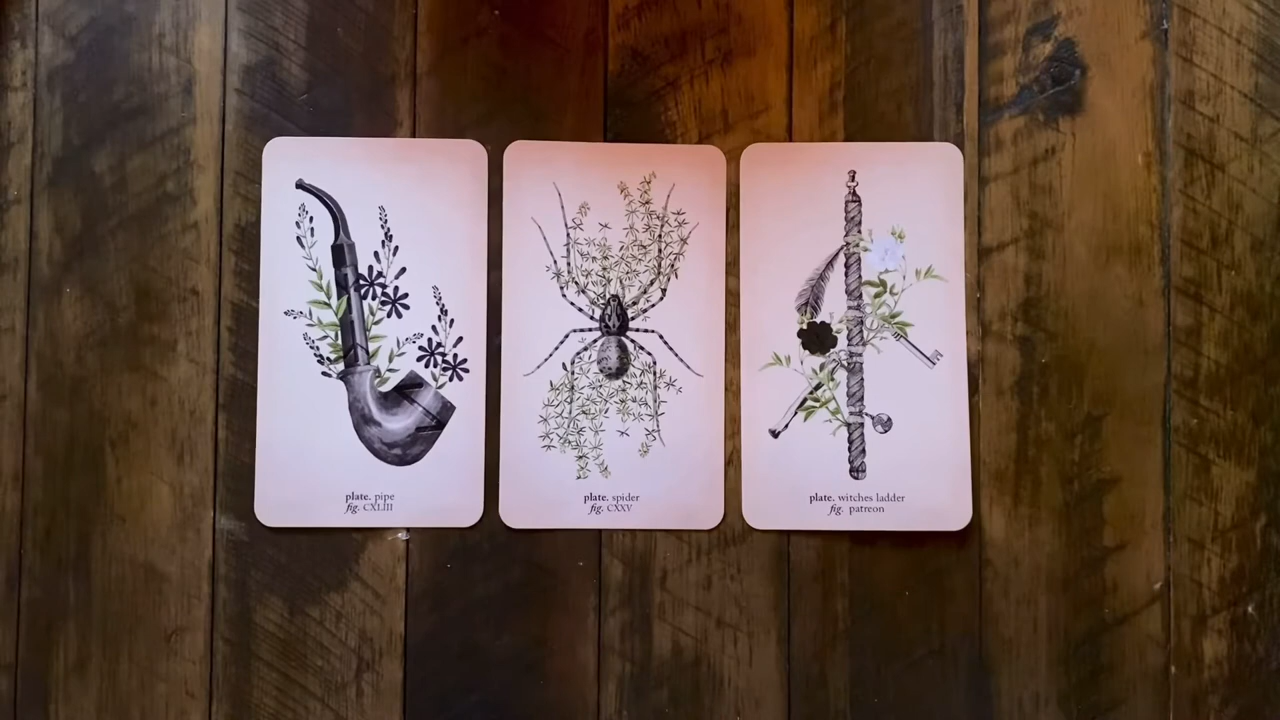 plate. pipe
fig. CXLIII
plate. spider
fig. CXXV
plate. witches ladder
fig. patreon